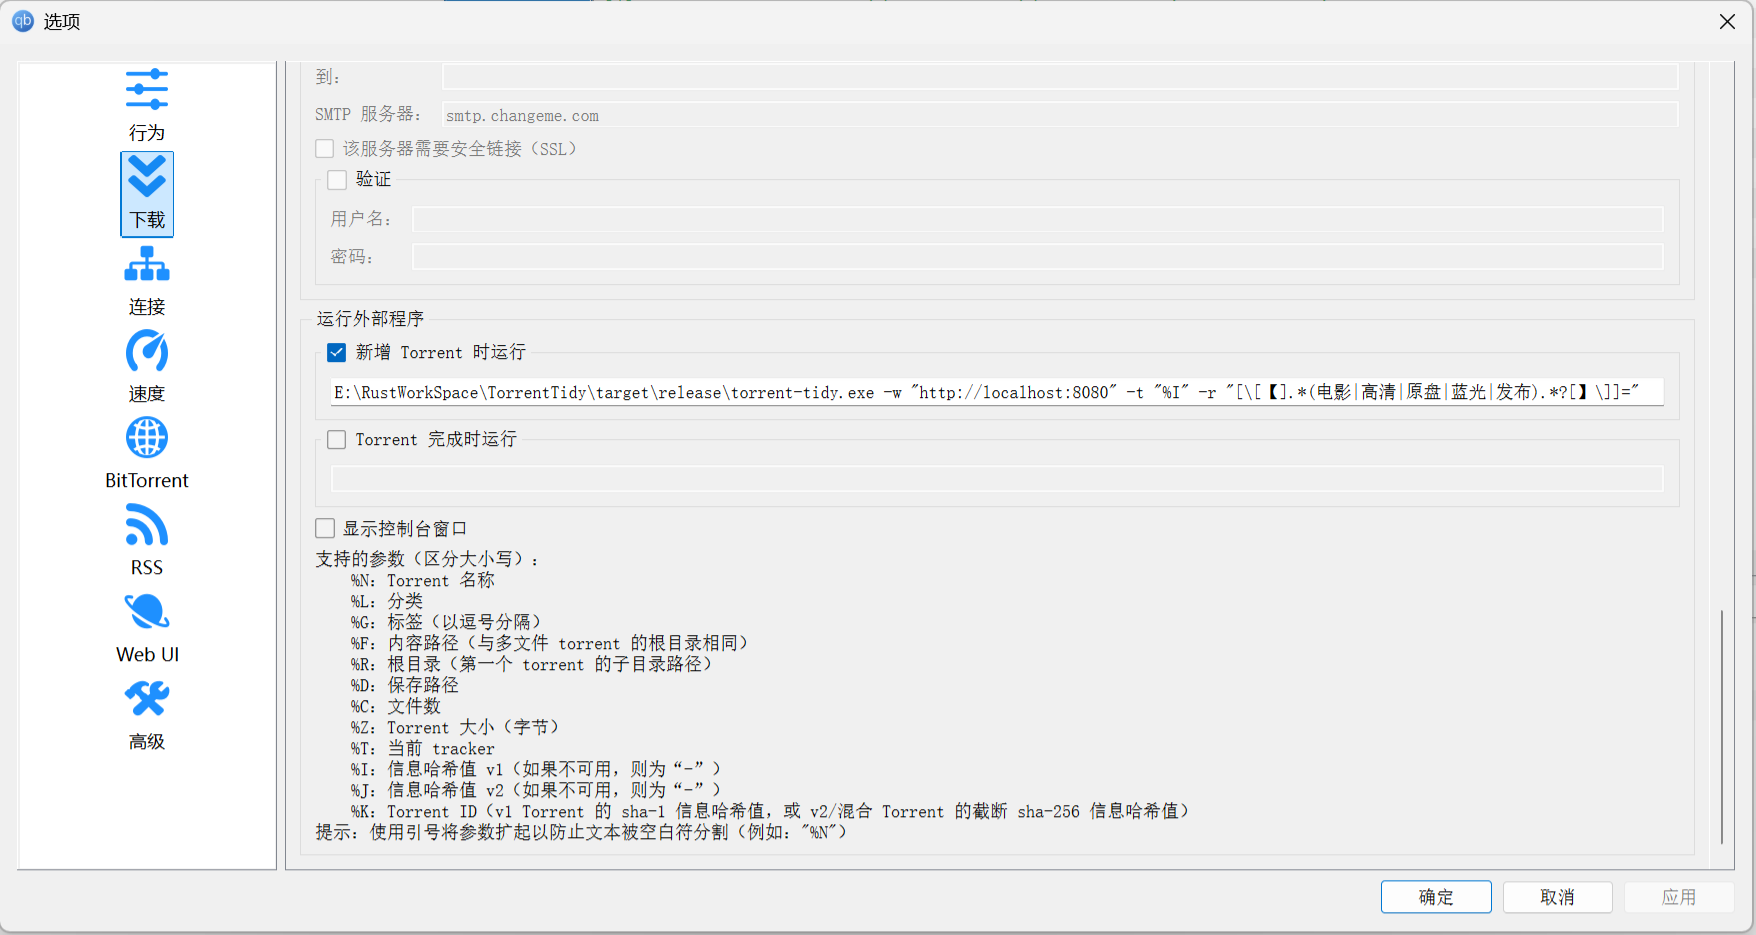 选项
行为
下载
连接
速度
BitTorrent
RSS
Web UI
高级
到：
SMTP 服务器： smtp.changeme.com
该服务器需要安全链接（SSL）
验证
用户名：
密码：
运行外部程序
新增 Torrent 时运行
E:\RustWorkSpace\TorrentTidy\target\release\torrent-tidy.exe -w "http://localhost:8080" -t "%I" -r "[\[【].*(电影|高清|原盘|蓝光|发布).*?[】\]]="
Torrent 完成时运行
显示控制台窗口
支持的参数（区分大小写）：
%N：Torrent 名称
%L：分类
%G：标签（以逗号分隔）
%F：内容路径（与多文件 torrent 的根目录相同）
%R：根目录（第一个 torrent 的子目录路径）
%D：保存路径
%C：文件数
%Z：Torrent 大小（字节）
%T：当前 tracker
%I：信息哈希值 v1（如果不可用，则为“-”）
%J：信息哈希值 v2（如果不可用，则为“-”）
%K：Torrent ID（v1 Torrent 的 sha-1 信息哈希值，或 v2/混合 Torrent 的截断 sha-256 信息哈希值）
提示：使用引号将参数扩起以防止文本被空白符分割（例如："%N"）
确定
取消
应用